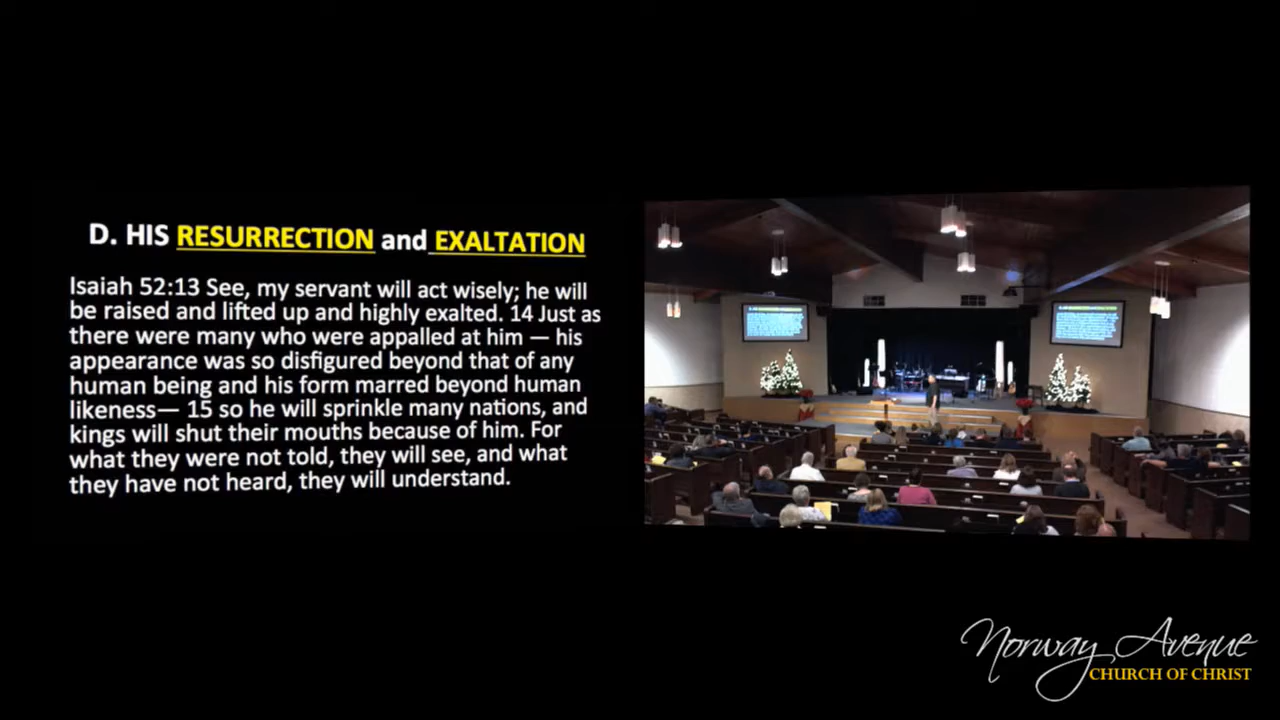 D. HIS RESURRECTION and EXALTATION
Isaiah 52:13 See, my servant will act wisely; he will
be raised and lifted up and highly exalted. 14 Just as
there were many who were appalled at him — his
appearance was so disfigured beyond that of any
human being and his form marred beyond human
likeness— 15 so he will sprinkle many nations, and
kings will shut their mouths because of him. For
what they were not told, they will see, and what
they have not heard, they will understand.
Norway Avenue
CHURCH OF CHRIST